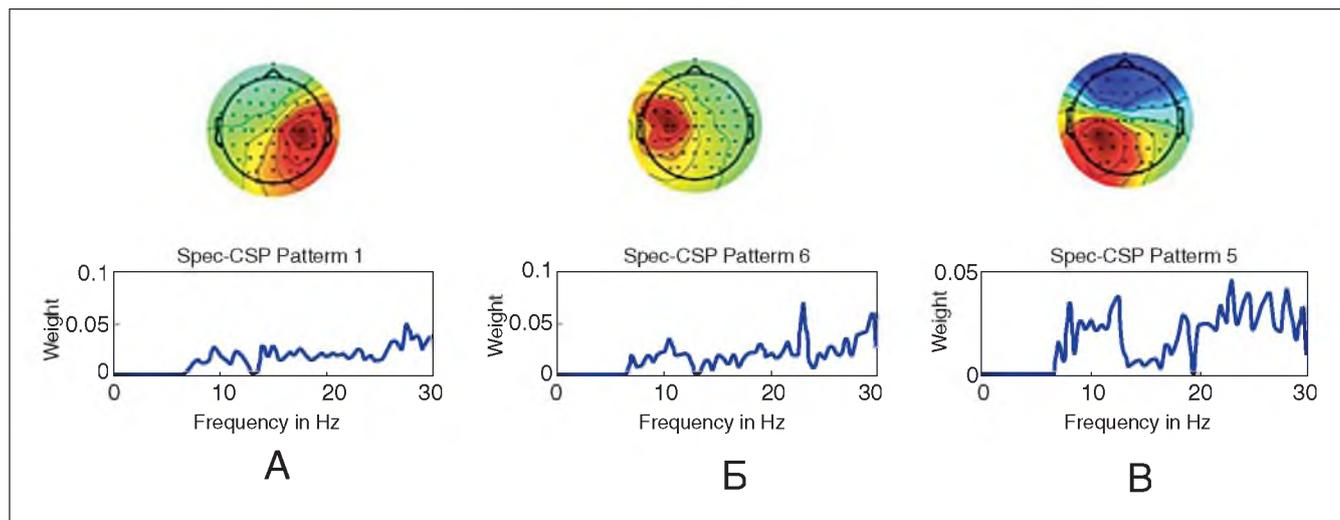 Spec-CSP Patterm 1
0.1
0.05
0
Weight
0 10 20 30
Frequency in Hz
А
Spec-CSP Patterm 6
0.1
0.05
0
Weight
0 10 20 30
Frequency in Hz
Б
Spec-CSP Patterm 5
0.05
0
Weight
0 10 20 30
Frequency in Hz
В